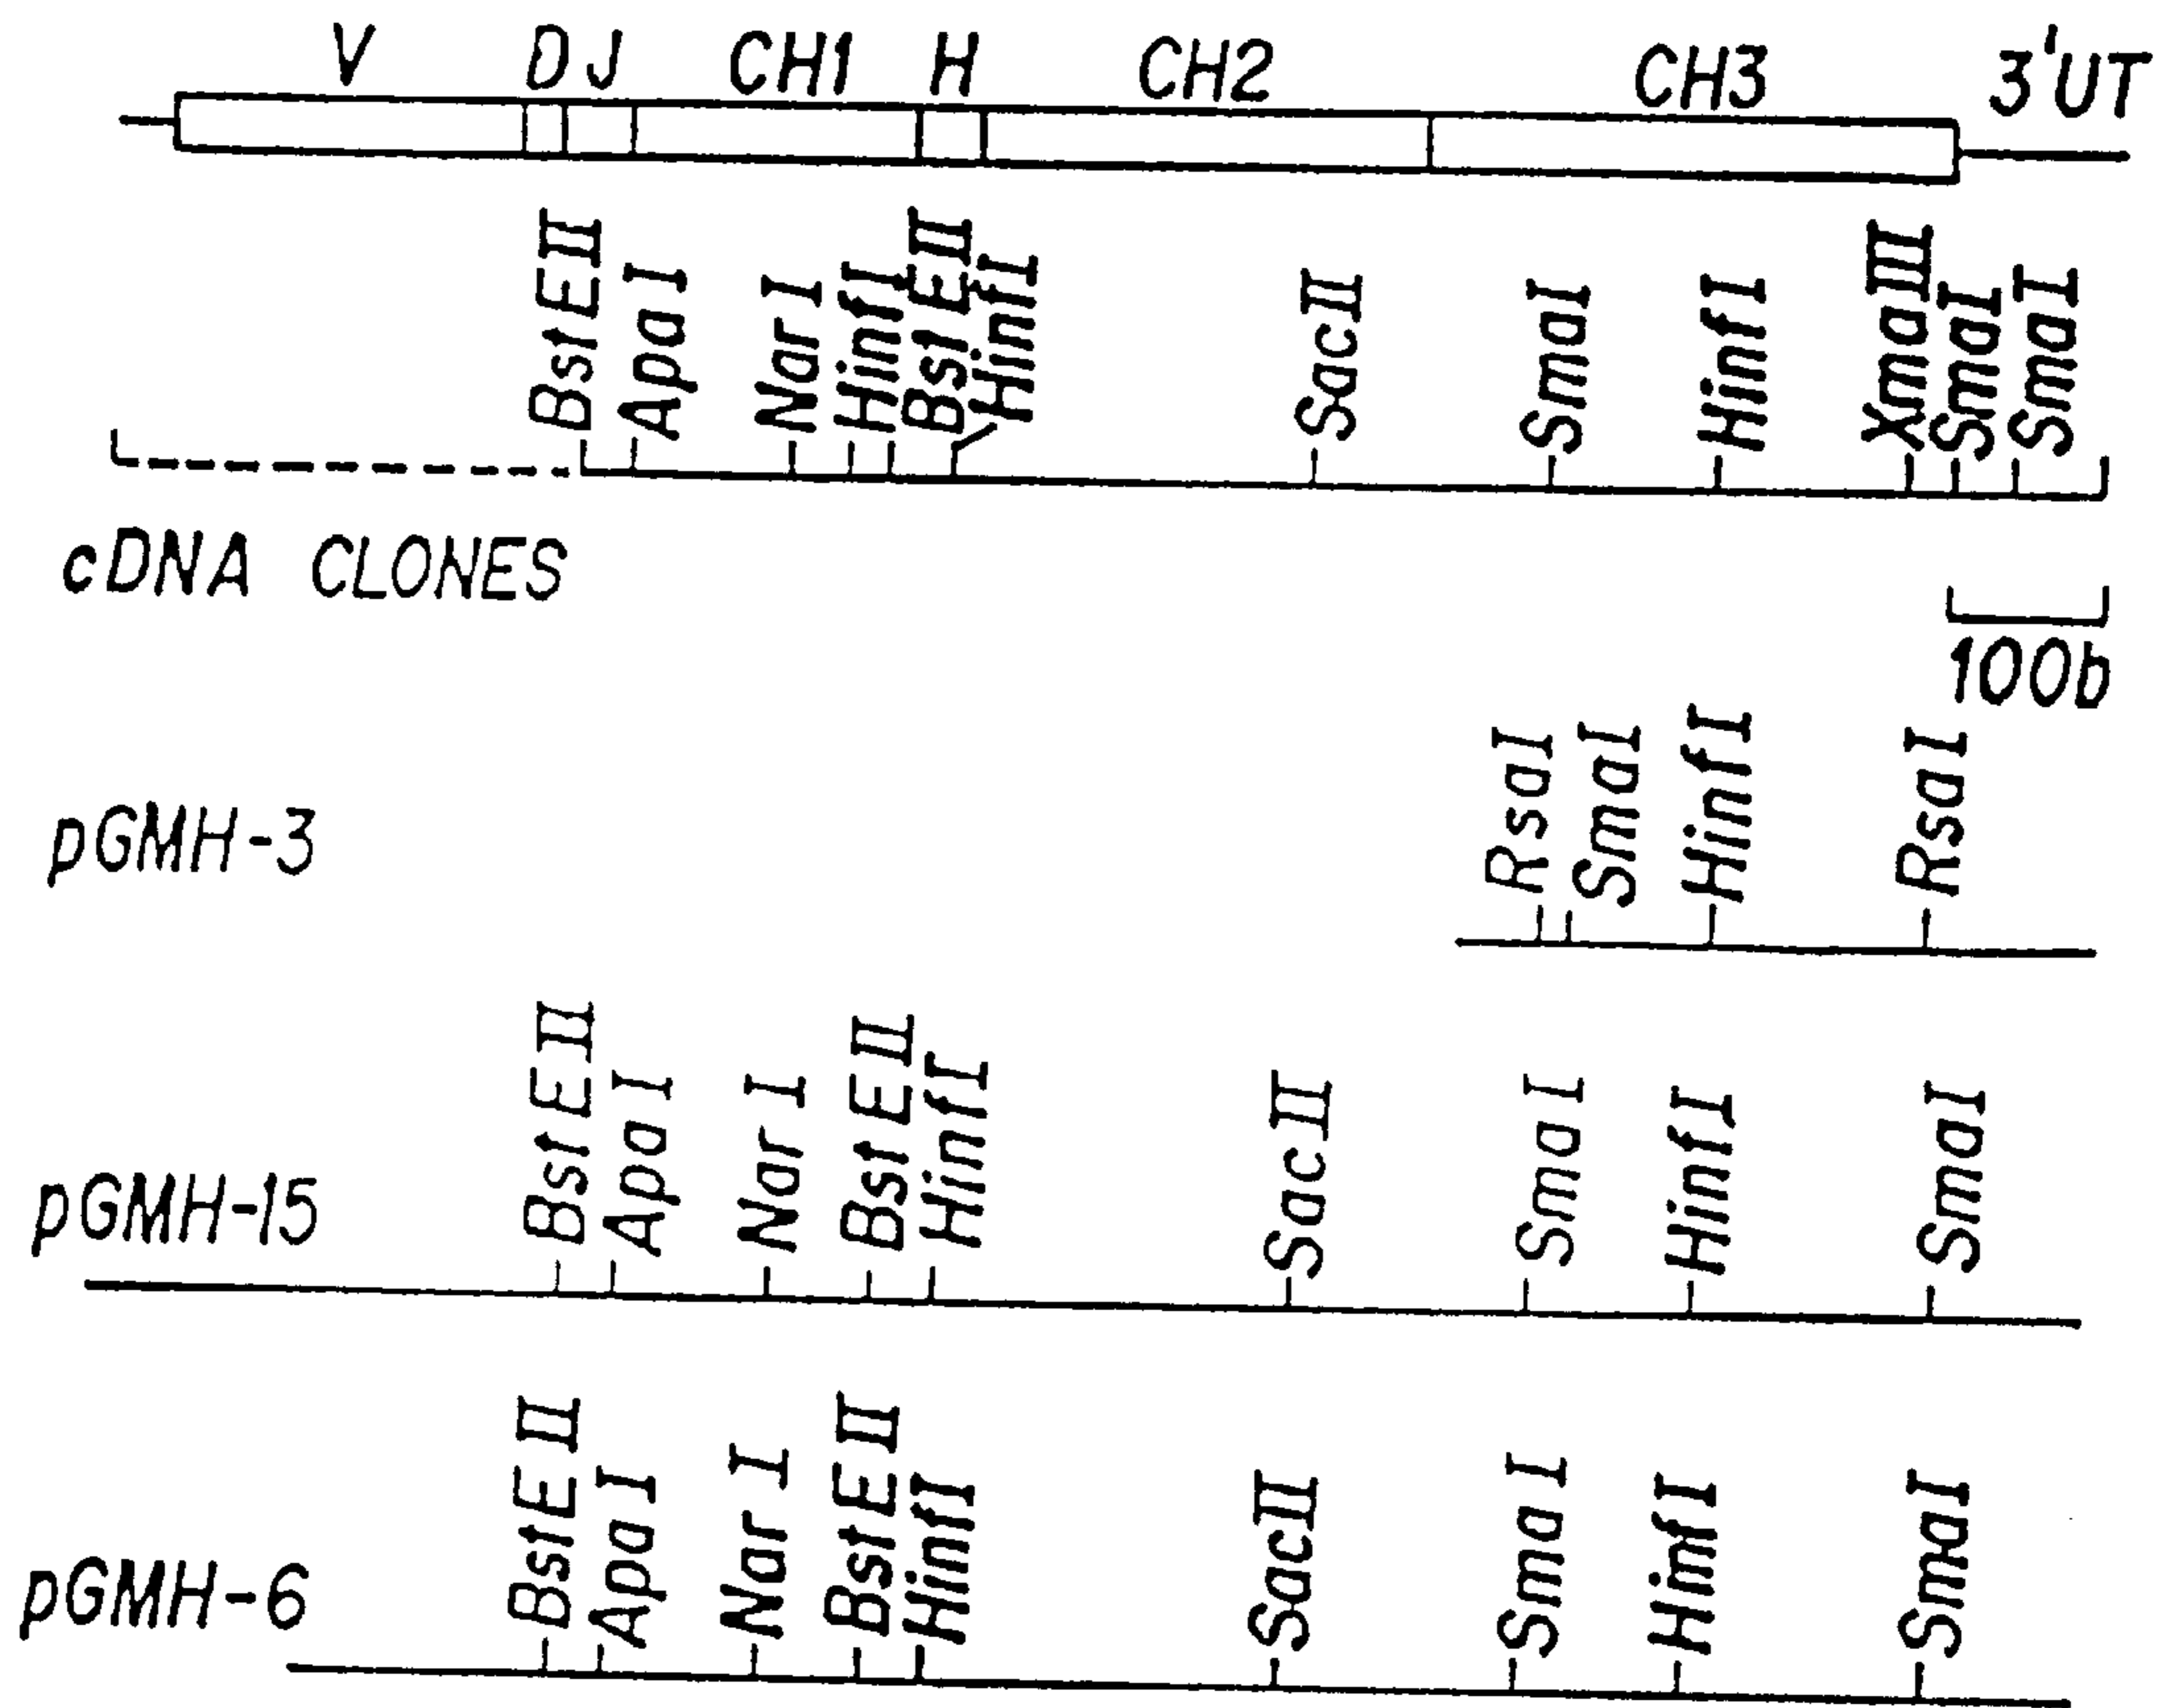 V D J CH1 H CH2 CH3 3'UT
BstEII ApaI NarI HinfI BstEII HinfI SacII SmaI HinfI XmaIII SmaI SmaI
cDNA CLONES
100b
RsaI SmaI HinfI RsaI
pGMH-3
BstEII ApaI NarI BstEII HinfI SacII SmaI HinfI SmaI
pGMH-15
BstEII ApaI NarI BstEII HinfI SacII SmaI HinfI SmaI
pGMH-6